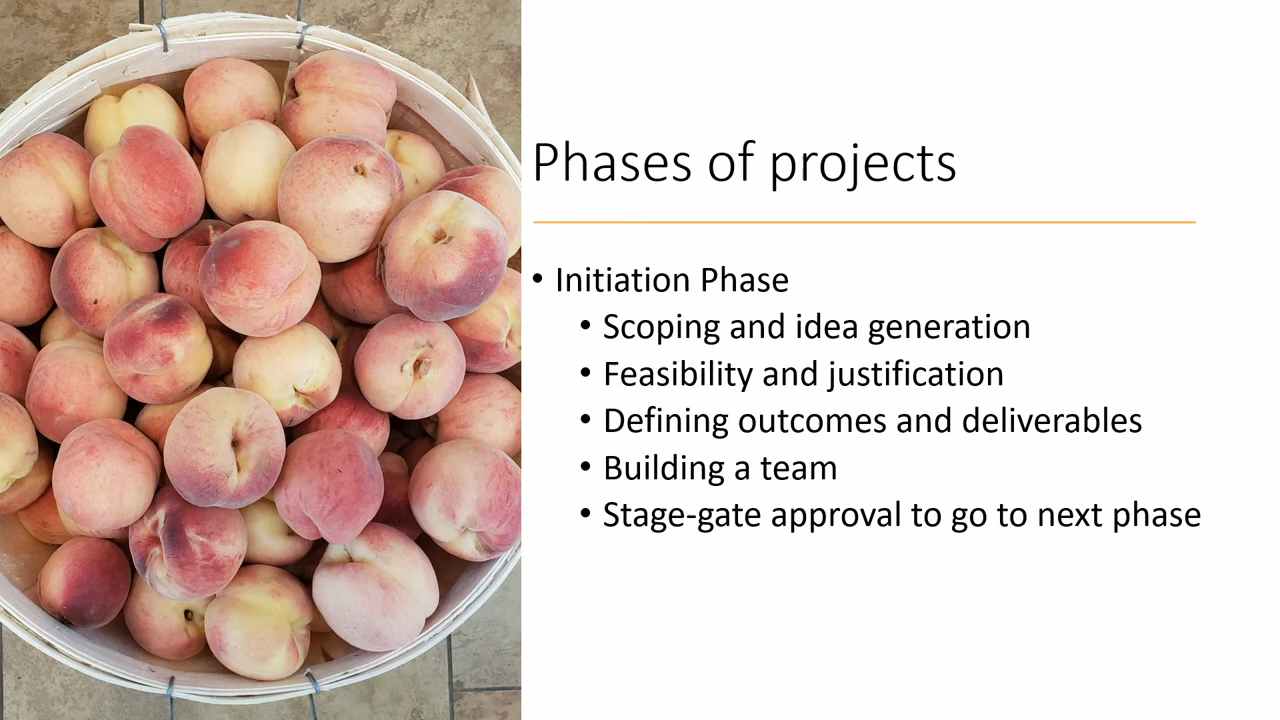 Phases of projects
• Initiation Phase
• Scoping and idea generation
• Feasibility and justification
• Defining outcomes and deliverables
• Building a team
• Stage-gate approval to go to next phase